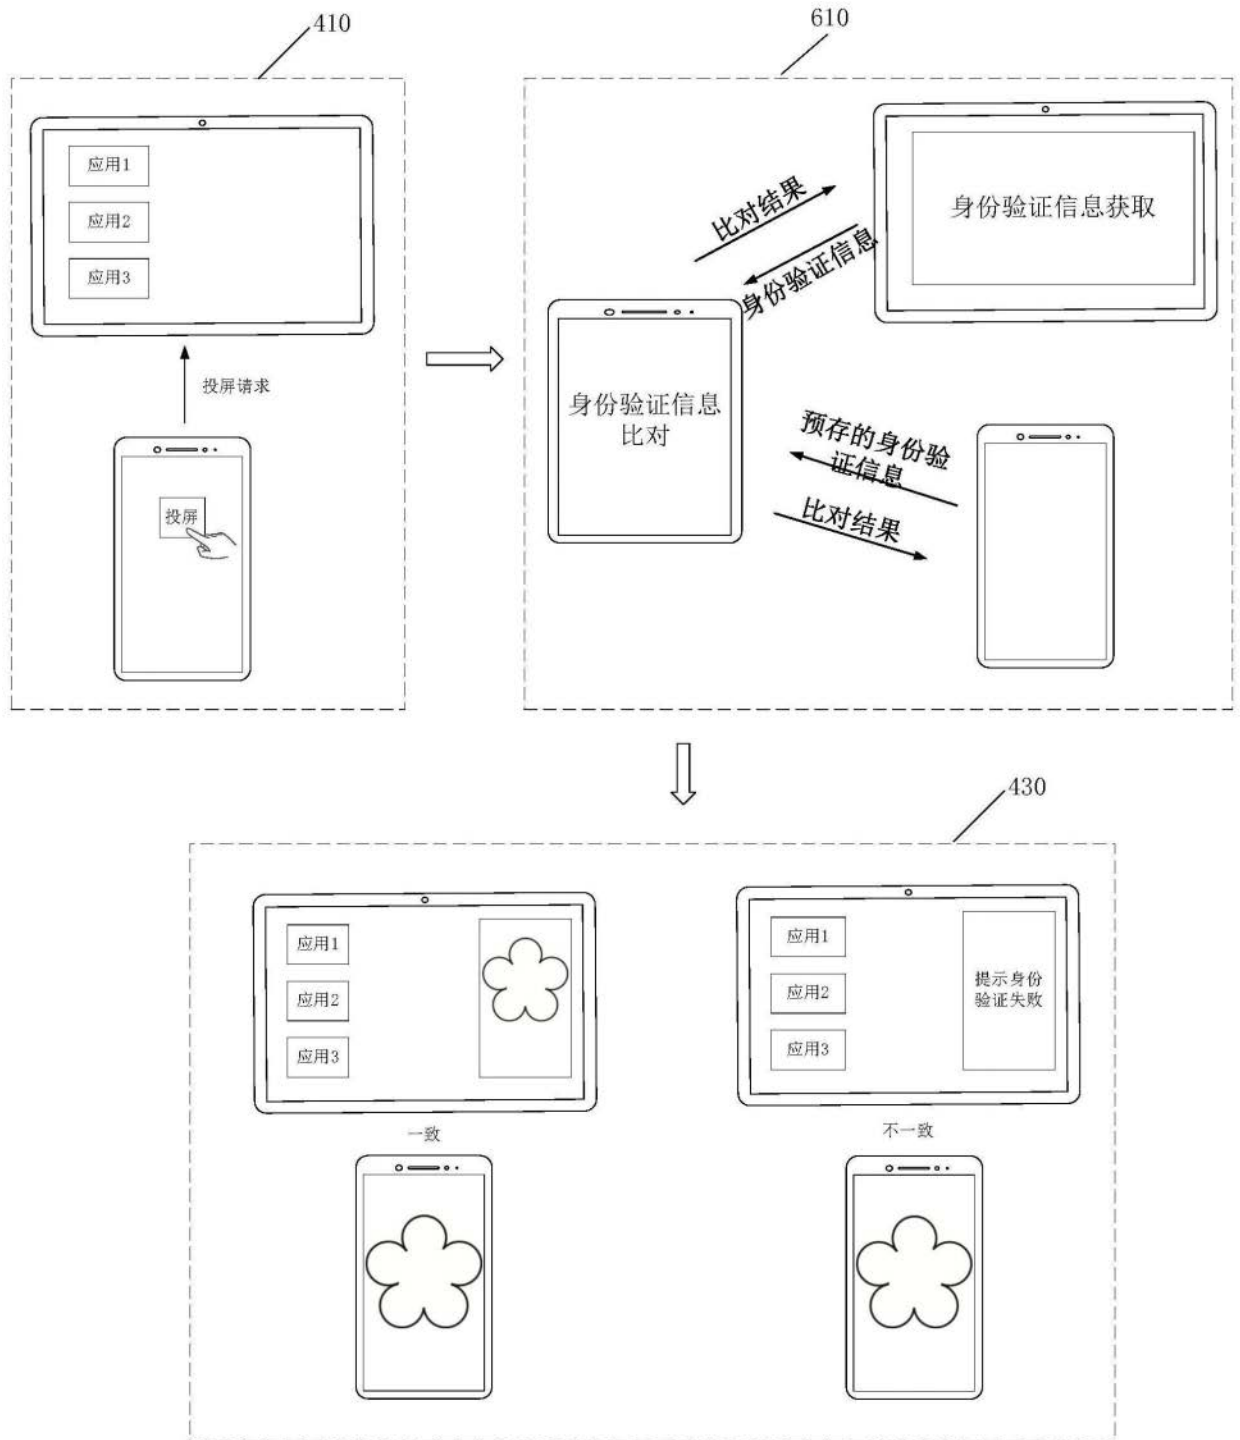 410
应用1
应用2
应用3
投屏请求
投屏
610
身份验证信息获取
比对结果
身份验证信息
身份验证信息
比对
预存的身份验
证信息
比对结果
430
应用1
应用2
应用3
一致
应用1
应用2
应用3
提示身份
验证失败
不一致